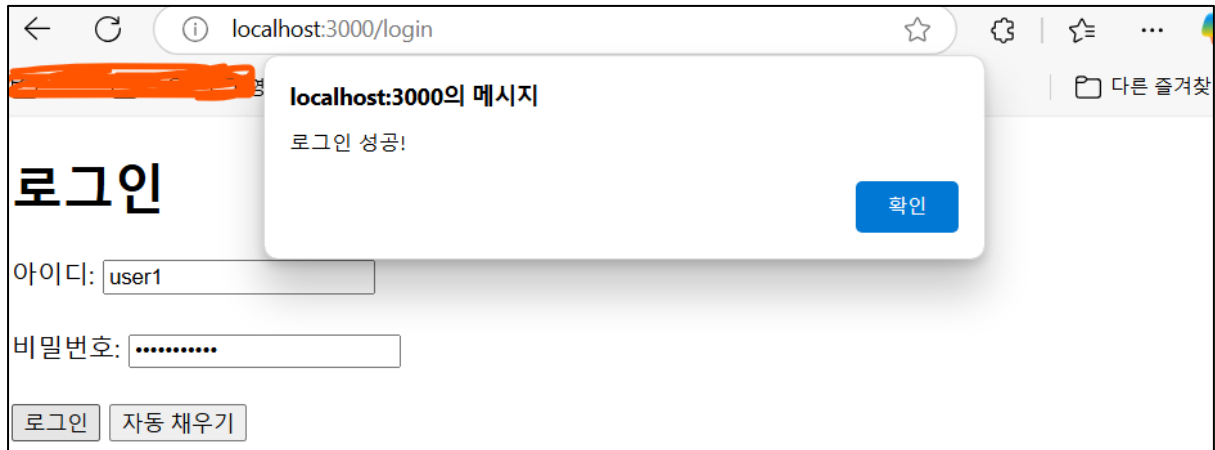 localhost:3000/login
다른 즐겨찾
localhost:3000의 메시지
로그인 성공!
확인
로그인
아이디: user1
비밀번호: •••••••••••
로그인 자동 채우기